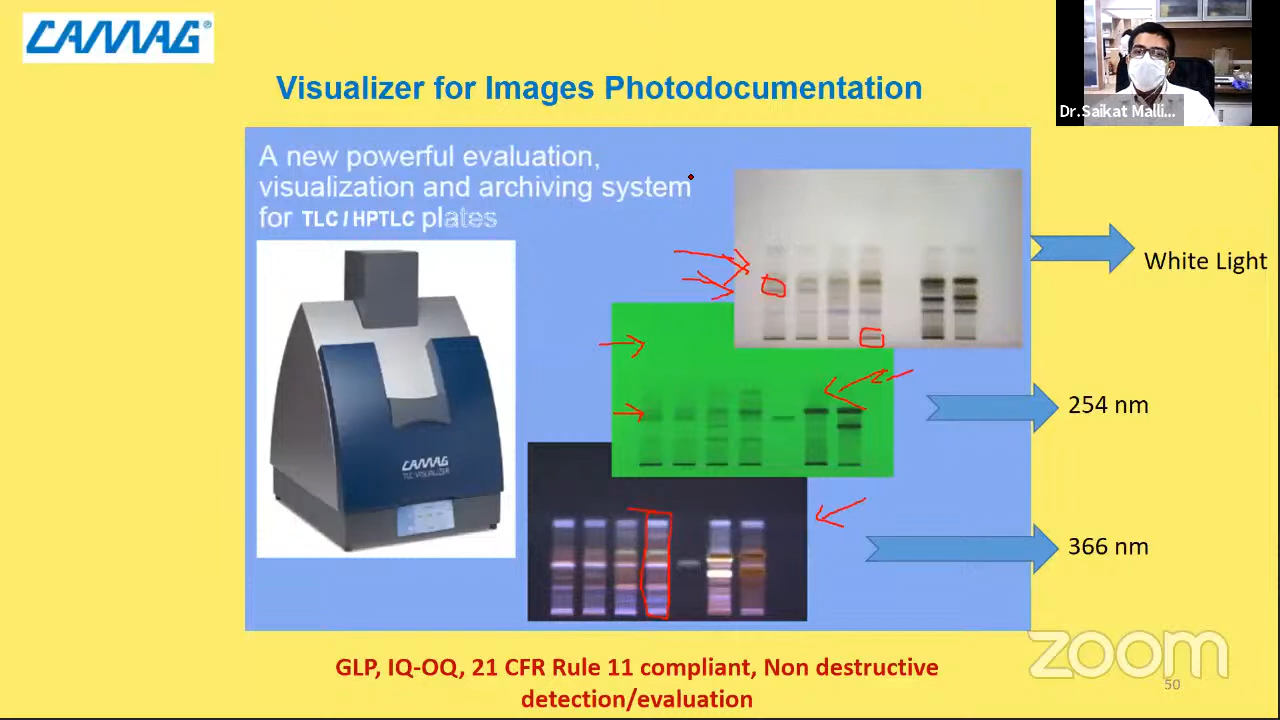 CAMAG®
Visualizer for Images Photodocumentation
Dr.Saikat Malli...
A new powerful evaluation,
visualization and archiving system
for TLC / HPTLC plates
White Light
254 nm
CAMAG
TLC VISUALIZER
366 nm
GLP, IQ-OQ, 21 CFR Rule 11 compliant, Non destructive
detection/evaluation
zoom
50